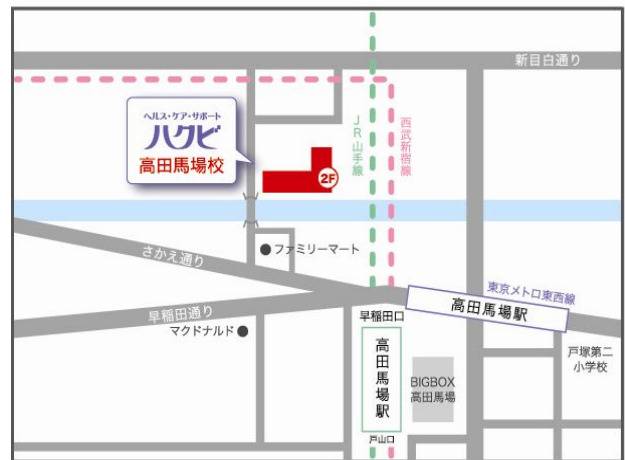 新目白通り
ヘルス・ケア・サポート
ハクビ
高田馬場校
2F
JR山手線
西武新宿線
さかえ通り
ファミリーマート
東京メトロ東西線
高田馬場駅
早稲田通り
マクドナルド
早稲田口
高田馬場駅
戸山口
BIGBOX
高田馬場
戸塚第二
小学校